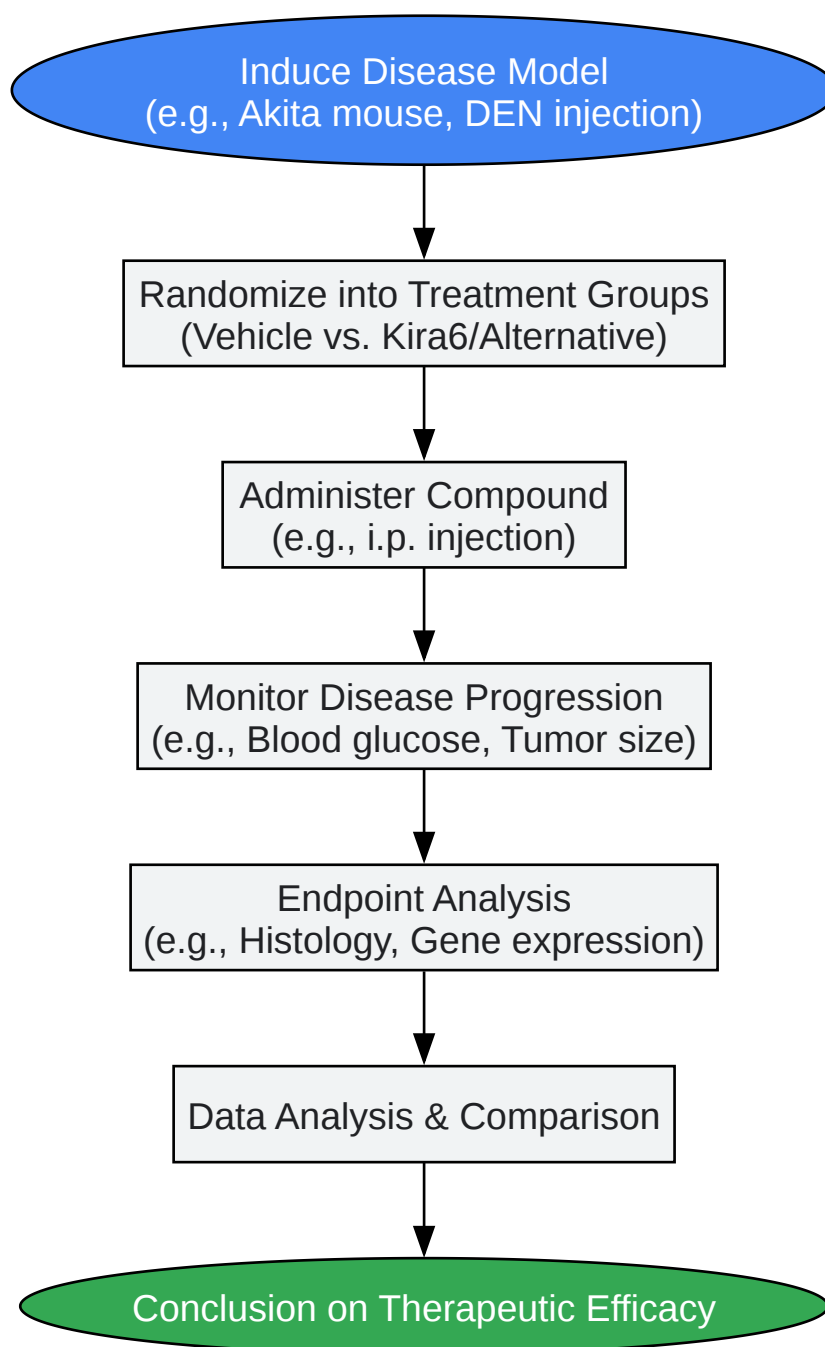 Induce Disease Model
(e.g., Akita mouse, DEN injection)
Randomize into Treatment Groups
(Vehicle vs. Kira6/Alternative)
Administer Compound
(e.g., i.p. injection)
Monitor Disease Progression
(e.g., Blood glucose, Tumor size)
Endpoint Analysis
(e.g., Histology, Gene expression)
Data Analysis & Comparison
Conclusion on Therapeutic Efficacy